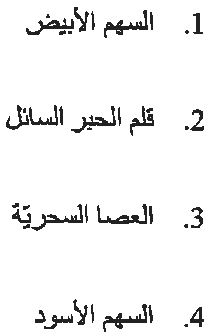 1. السهم الأبيض
2. قلم الحبر السائل
3. العصا السحريّة
4. السهم الأسود